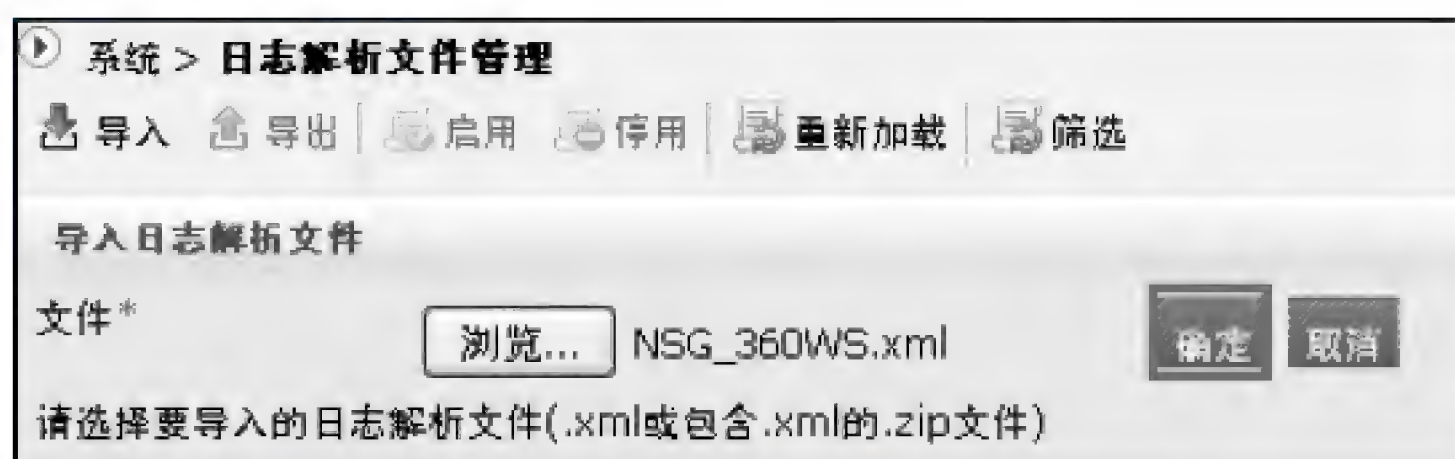 系统 > 日志解析文件管理
导入 导出 启用 停用 重新加载 筛选
导入日志解析文件
文件*
浏览... NSG_360WS.xml 确定 取消
请选择要导入的日志解析文件(.xml或包含.xml的.zip文件)